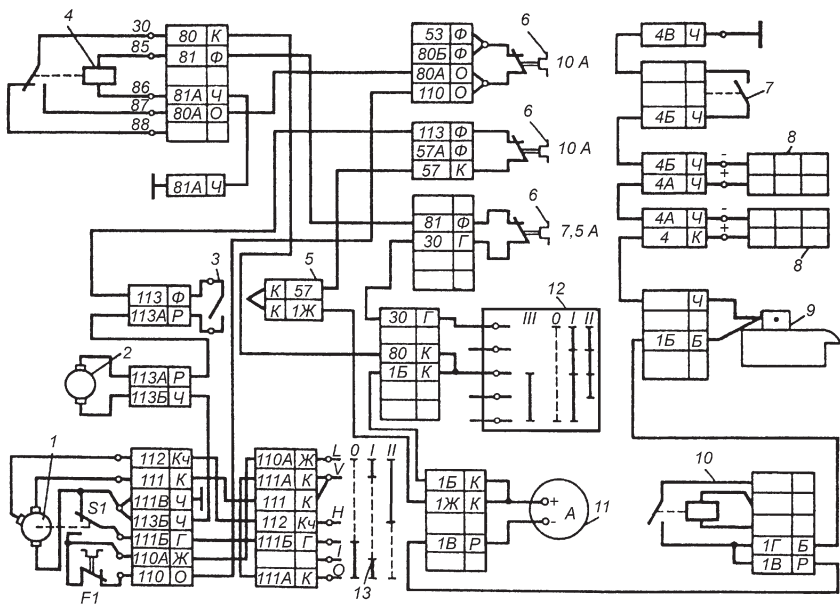 4
30
85
86
87
88
80 К
81 Ф
81А Ч
80А О
81А Ч
53 Ф
80Б Ф
80А О
110 О
6
10 А
113 Ф
57А Ф
57 К
6
10 А
81 Ф
30 Г
6
7,5 А
4В Ч
4Б Ч
7
4Б Ч
4А Ч
- +
8
4А Ч
4 К
- +
8
Ч
1Б Б
9
113 Ф
113А Р
3
К 57
К 1Ж
5
2
113А Р
113Б Ч
30 Г
80 К
1Б К
12
III 0 I II
1
S1
F1
112 Кч
111 К
111В Ч
113Б Ч
111Б Г
110А Ж
110 О
110А Ж
111А К
111 К
112 Кч
111Б Г
111А К
L
V
H
I
O
0 I II
13
1Б К
1Ж К
1В Р
+
-
А
11
10
1Г Б
1В Р